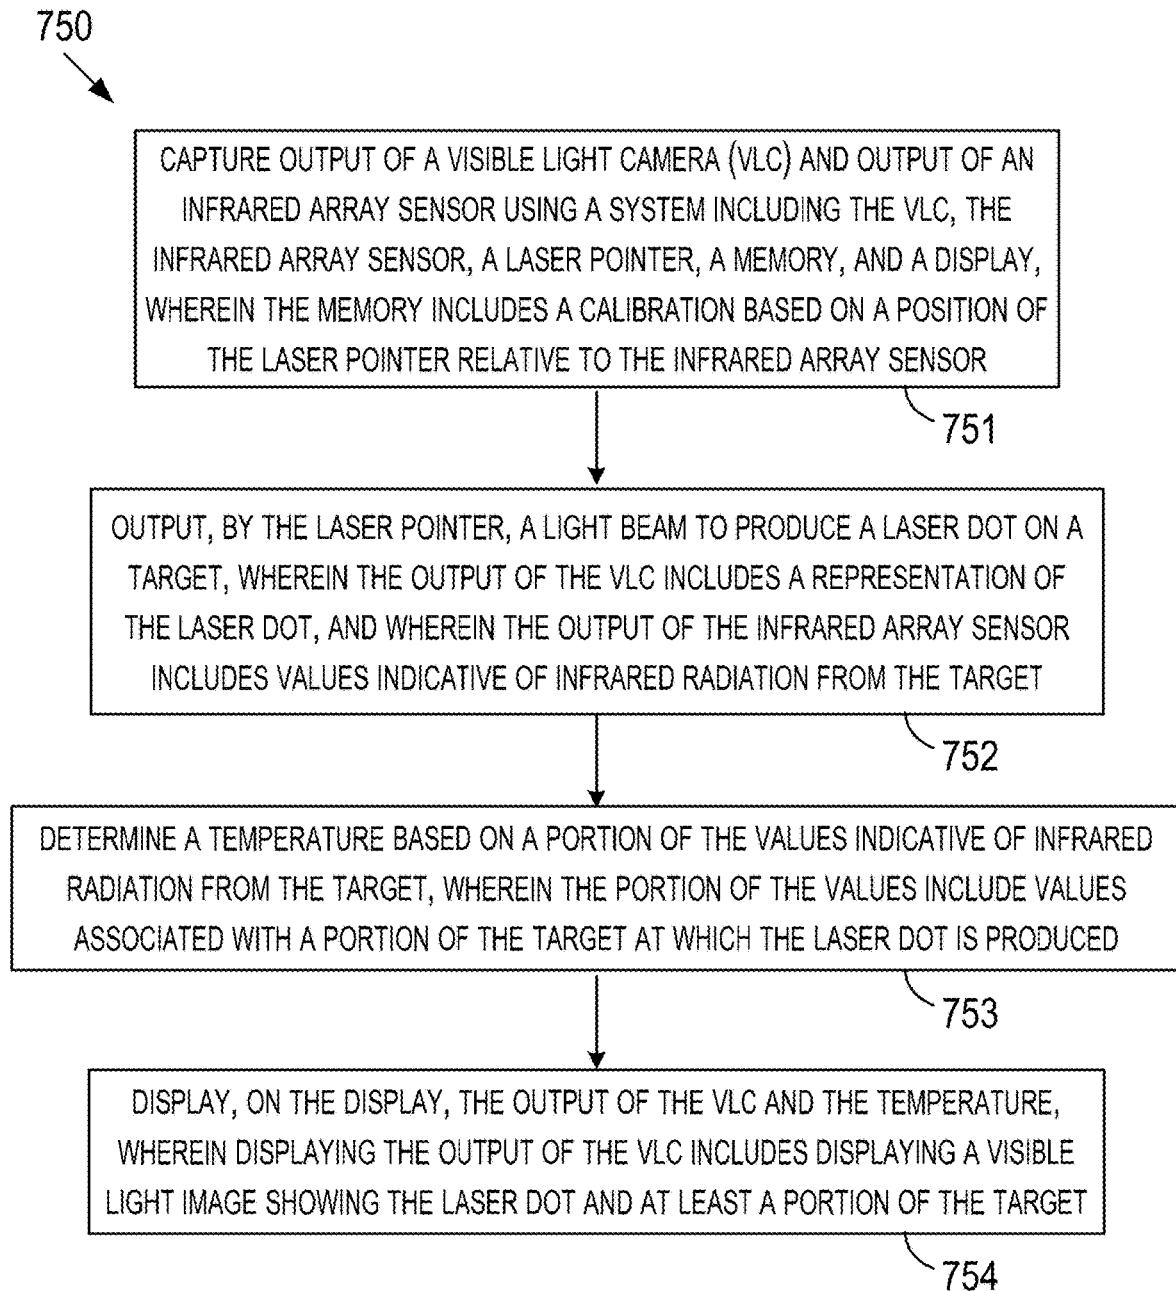 750
CAPTURE OUTPUT OF A VISIBLE LIGHT CAMERA (VLC) AND OUTPUT OF AN
INFRARED ARRAY SENSOR USING A SYSTEM INCLUDING THE VLC, THE
INFRARED ARRAY SENSOR, A LASER POINTER, A MEMORY, AND A DISPLAY,
WHEREIN THE MEMORY INCLUDES A CALIBRATION BASED ON A POSITION OF
THE LASER POINTER RELATIVE TO THE INFRARED ARRAY SENSOR
751
OUTPUT, BY THE LASER POINTER, A LIGHT BEAM TO PRODUCE A LASER DOT ON A
TARGET, WHEREIN THE OUTPUT OF THE VLC INCLUDES A REPRESENTATION OF
THE LASER DOT, AND WHEREIN THE OUTPUT OF THE INFRARED ARRAY SENSOR
INCLUDES VALUES INDICATIVE OF INFRARED RADIATION FROM THE TARGET
752
DETERMINE A TEMPERATURE BASED ON A PORTION OF THE VALUES INDICATIVE OF INFRARED
RADIATION FROM THE TARGET, WHEREIN THE PORTION OF THE VALUES INCLUDE VALUES
ASSOCIATED WITH A PORTION OF THE TARGET AT WHICH THE LASER DOT IS PRODUCED
753
DISPLAY, ON THE DISPLAY, THE OUTPUT OF THE VLC AND THE TEMPERATURE,
WHEREIN DISPLAYING THE OUTPUT OF THE VLC INCLUDES DISPLAYING A VISIBLE
LIGHT IMAGE SHOWING THE LASER DOT AND AT LEAST A PORTION OF THE TARGET
754